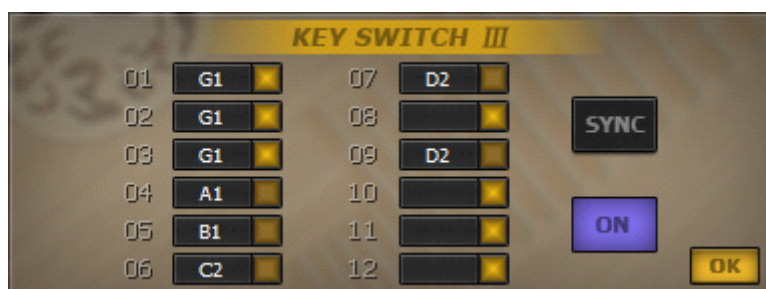 KEY SWITCH III
01 G1 07 D2
02 G1 08
SYNC
03 G1 09 D2
04 A1 10
05 B1 11
ON
06 C2 12
OK